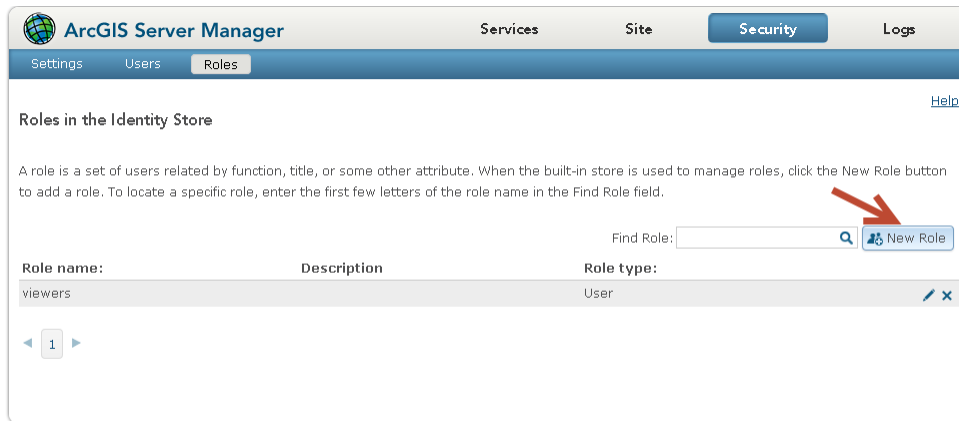 ArcGIS Server Manager Services Site Security Logs
Settings Users Roles
Help
Roles in the Identity Store
A role is a set of users related by function, title, or some other attribute. When the built-in store is used to manage roles, click the New Role button
to add a role. To locate a specific role, enter the first few letters of the role name in the Find Role field.
Find Role: New Role
Role name: Description Role type:
viewers User
1